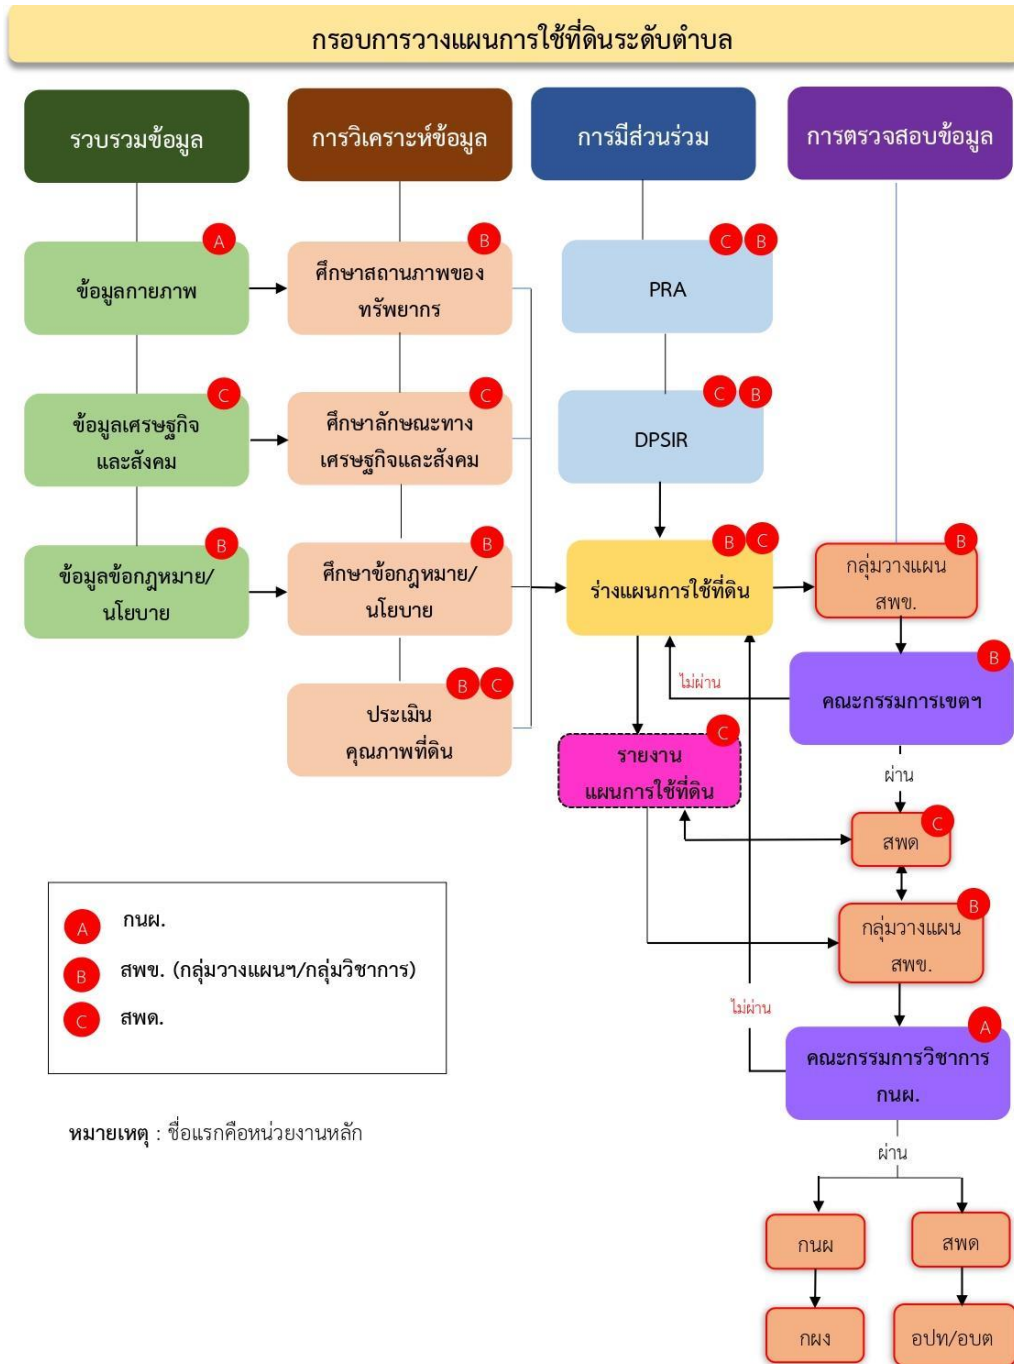 กรอบการวางแผนการใช้ที่ดินระดับตำบล
รวบรวมข้อมูล
การวิเคราะห์ข้อมูล
การมีส่วนร่วม
การตรวจสอบข้อมูล
A
ข้อมูลกายภาพ
B
ศึกษาสถานภาพของ
ทรัพยากร
C B
PRA
C
ข้อมูลเศรษฐกิจ
และสังคม
C
ศึกษาลักษณะทาง
เศรษฐกิจและสังคม
C B
DPSIR
B
ข้อมูลข้อกฎหมาย/
นโยบาย
B
ศึกษาข้อกฎหมาย/
นโยบาย
B C
ร่างแผนการใช้ที่ดิน
B
กลุ่มวางแผน
สพข.
B C
ประเมิน
คุณภาพที่ดิน
ไม่ผ่าน
B
คณะกรรมการเขตฯ
C
รายงาน
แผนการใช้ที่ดิน
ผ่าน
C
สพด
B
กลุ่มวางแผน
สพข.
A กนผ.
B สพข. (กลุ่มวางแผนฯ/กลุ่มวิชาการ)
C สพด.
ไม่ผ่าน
A
คณะกรรมการวิชาการ
กนผ.
หมายเหตุ : ชื่อแรกคือหน่วยงานหลัก
ผ่าน
กนผ
สพด
กผง
อปท/อบต